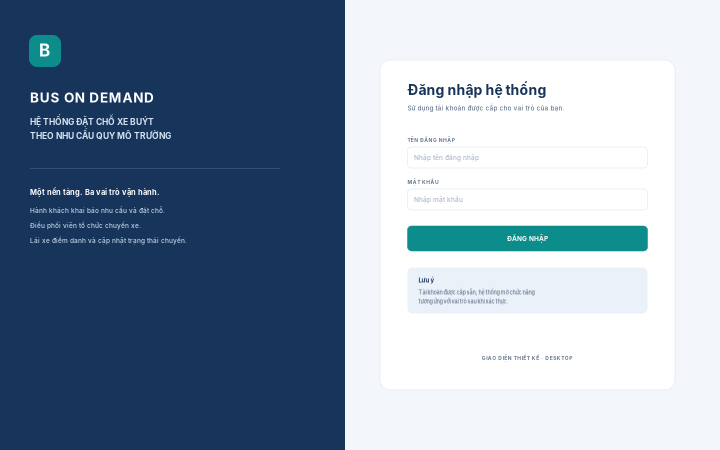 B
BUS ON DEMAND
HỆ THỐNG ĐẶT CHỖ XE BUÝT
THEO NHU CẦU QUY MÔ TRƯỜNG
Một nền tảng. Ba vai trò vận hành.
Hành khách khai báo nhu cầu và đặt chỗ.
Điều phối viên tổ chức chuyến xe.
Lái xe điểm danh và cập nhật trạng thái chuyến.
Đăng nhập hệ thống
Sử dụng tài khoản được cấp cho vai trò của bạn.
TÊN ĐĂNG NHẬP
Nhập tên đăng nhập
MẬT KHẨU
Nhập mật khẩu
ĐĂNG NHẬP
Lưu ý
Tài khoản được cấp sẵn; hệ thống mở chức năng
tương ứng với vai trò sau khi xác thực.
GIAO DIỆN THIẾT KẾ · DESKTOP